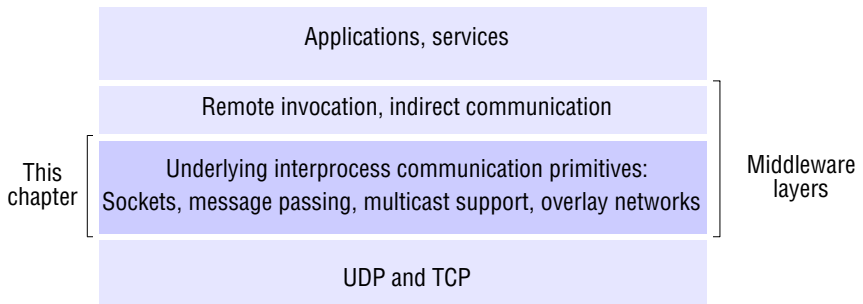 Applications, services
Remote invocation, indirect communication
This
chapter
Underlying interprocess communication primitives:
Sockets, message passing, multicast support, overlay networks
Middleware
layers
UDP and TCP